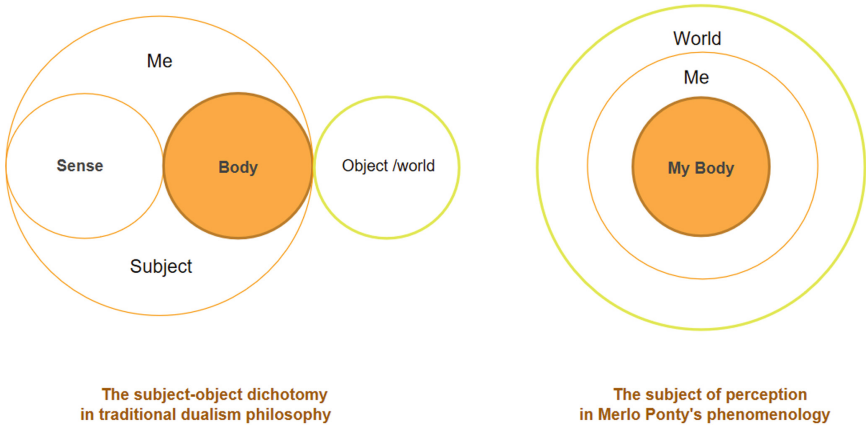 Me
Sense
Body
Object /world
Subject
The subject-object dichotomy
in traditional dualism philosophy
World
Me
My Body
The subject of perception
in Merlo Ponty's phenomenology